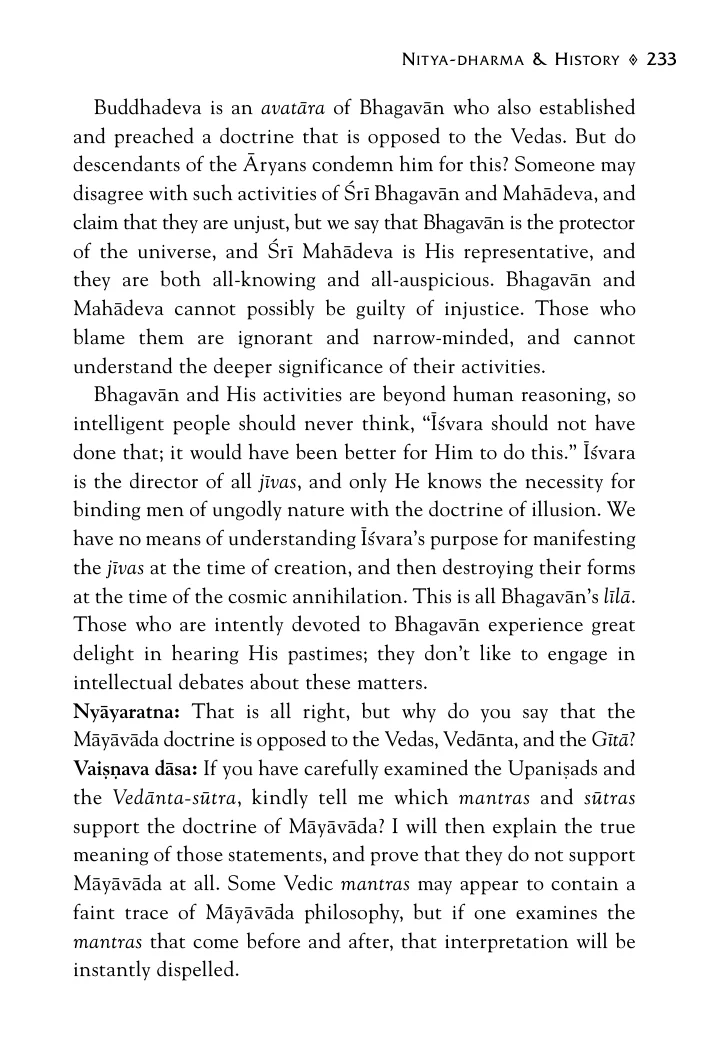 Nitya-dharma & History ◈ 233
Buddhadeva is an avatāra of Bhagavān who also established
and preached a doctrine that is opposed to the Vedas. But do
descendants of the Āryans condemn him for this? Someone may
disagree with such activities of Śrī Bhagavān and Mahādeva, and
claim that they are unjust, but we say that Bhagavān is the protector
of the universe, and Śrī Mahādeva is His representative, and
they are both all-knowing and all-auspicious. Bhagavān and
Mahādeva cannot possibly be guilty of injustice. Those who
blame them are ignorant and narrow-minded, and cannot
understand the deeper significance of their activities.
Bhagavān and His activities are beyond human reasoning, so
intelligent people should never think, “Īśvara should not have
done that; it would have been better for Him to do this.” Īśvara
is the director of all jīvas, and only He knows the necessity for
binding men of ungodly nature with the doctrine of illusion. We
have no means of understanding Īśvara’s purpose for manifesting
the jīvas at the time of creation, and then destroying their forms
at the time of the cosmic annihilation. This is all Bhagavān’s līlā.
Those who are intently devoted to Bhagavān experience great
delight in hearing His pastimes; they don’t like to engage in
intellectual debates about these matters.
Nyāyaratna: That is all right, but why do you say that the
Māyāvāda doctrine is opposed to the Vedas, Vedānta, and the Gītā?
Vaiṣṇava dāsa: If you have carefully examined the Upaniṣads and
the Vedānta-sūtra, kindly tell me which mantras and sūtras
support the doctrine of Māyāvāda? I will then explain the true
meaning of those statements, and prove that they do not support
Māyāvāda at all. Some Vedic mantras may appear to contain a
faint trace of Māyāvāda philosophy, but if one examines the
mantras that come before and after, that interpretation will be
instantly dispelled.